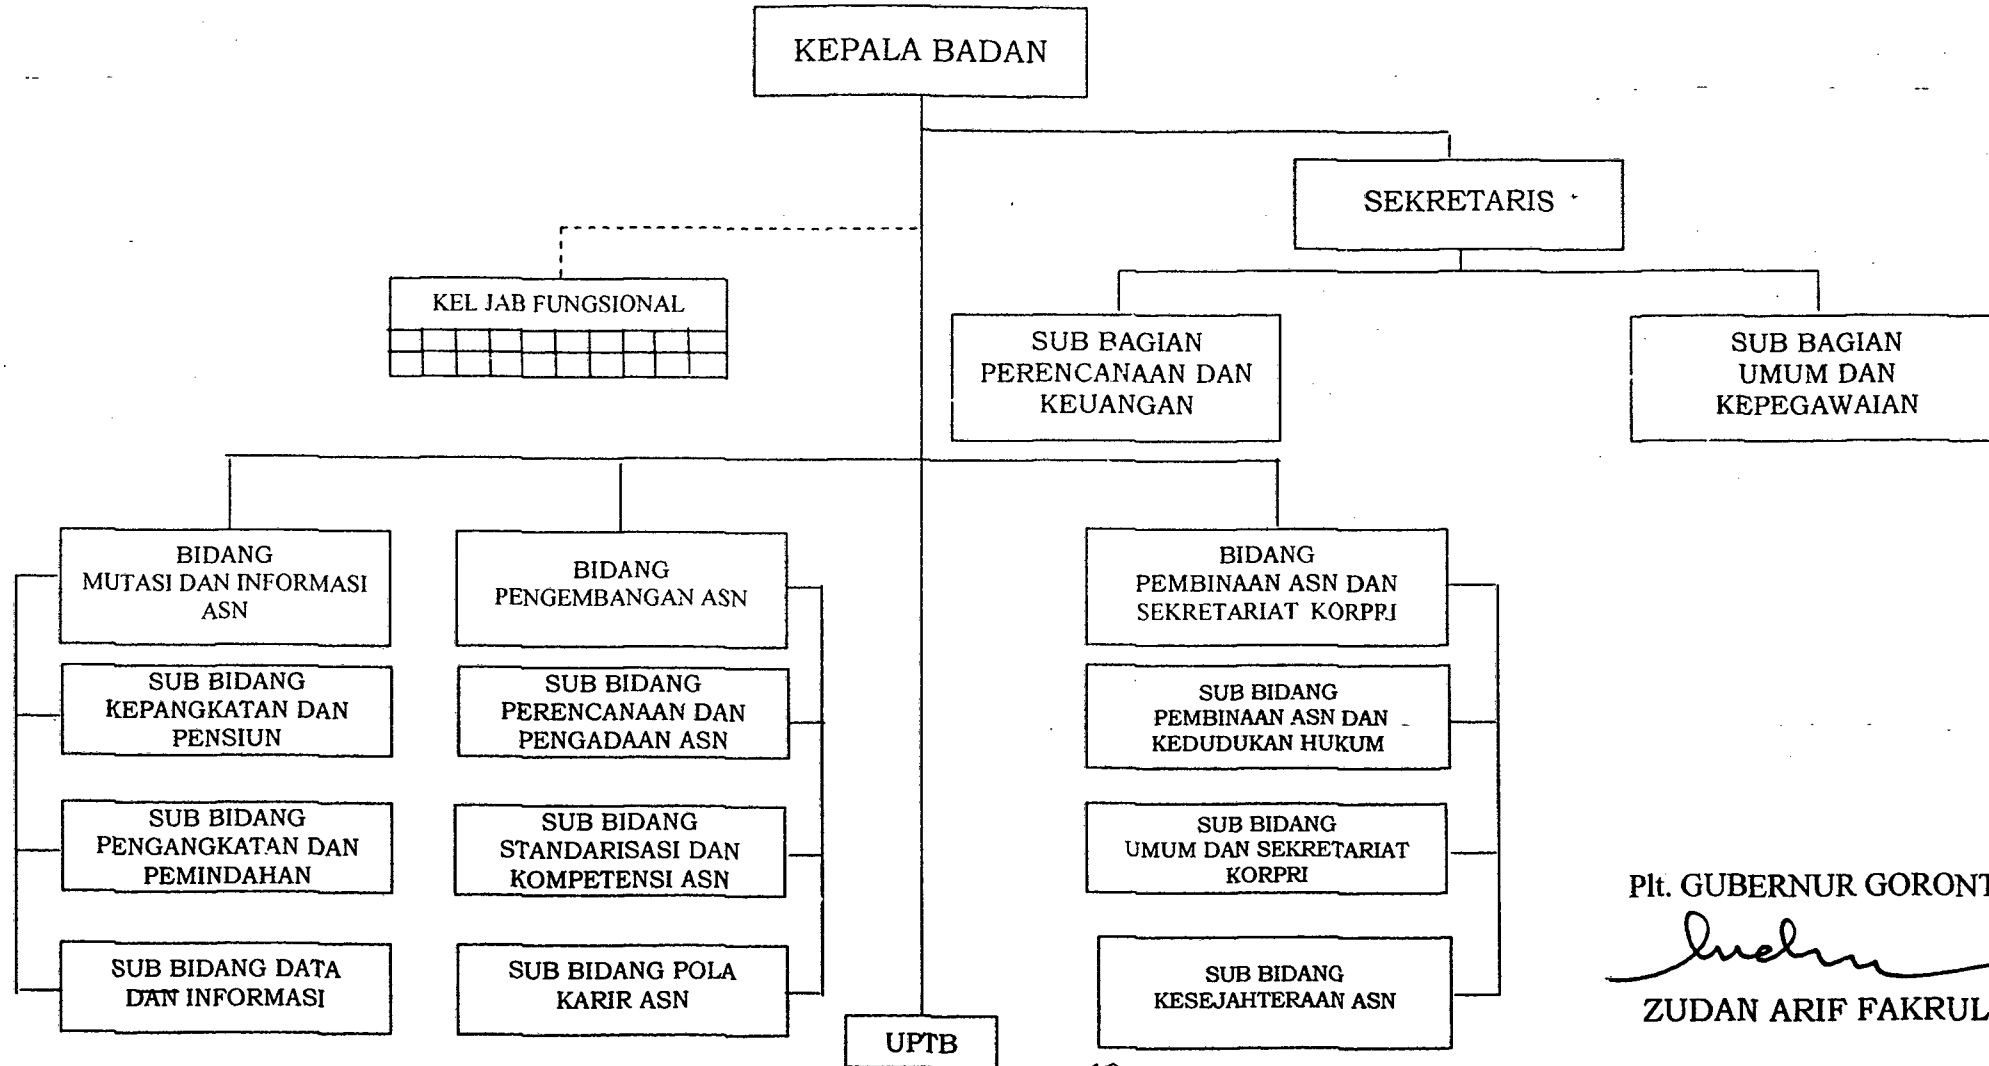 KEPALA BADAN
SEKRETARIS
KEL JAB FUNGSIONAL
SUB BAGIAN
PERENCANAAN DAN
KEUANGAN
SUB BAGIAN
UMUM DAN
KEPEGAWAIAN
BIDANG
MUTASI DAN INFORMASI
ASN
BIDANG
PENGEMBANGAN ASN
BIDANG
PEMBINAAN ASN DAN
SEKRETARIAT KORPRI
SUB BIDANG
KEPANGKATAN DAN
PENSIUN
SUB BIDANG
PERENCANAAN DAN
PENGADAAN ASN
SUB BIDANG
PEMBINAAN ASN DAN
KEDUDUKAN HUKUM
SUB BIDANG
PENGANGKATAN DAN
PEMINDAHAN
SUB BIDANG
STANDARISASI DAN
KOMPETENSI ASN
SUB BIDANG
UMUM DAN SEKRETARIAT
KORPRI
SUB BIDANG DATA
DAN INFORMASI
SUB BIDANG POLA
KARIR ASN
SUB BIDANG
KESEJAHTERAAN ASN
UPTB
Plt. GUBERNUR GORONT
ZUDAN ARIF FAKRUL